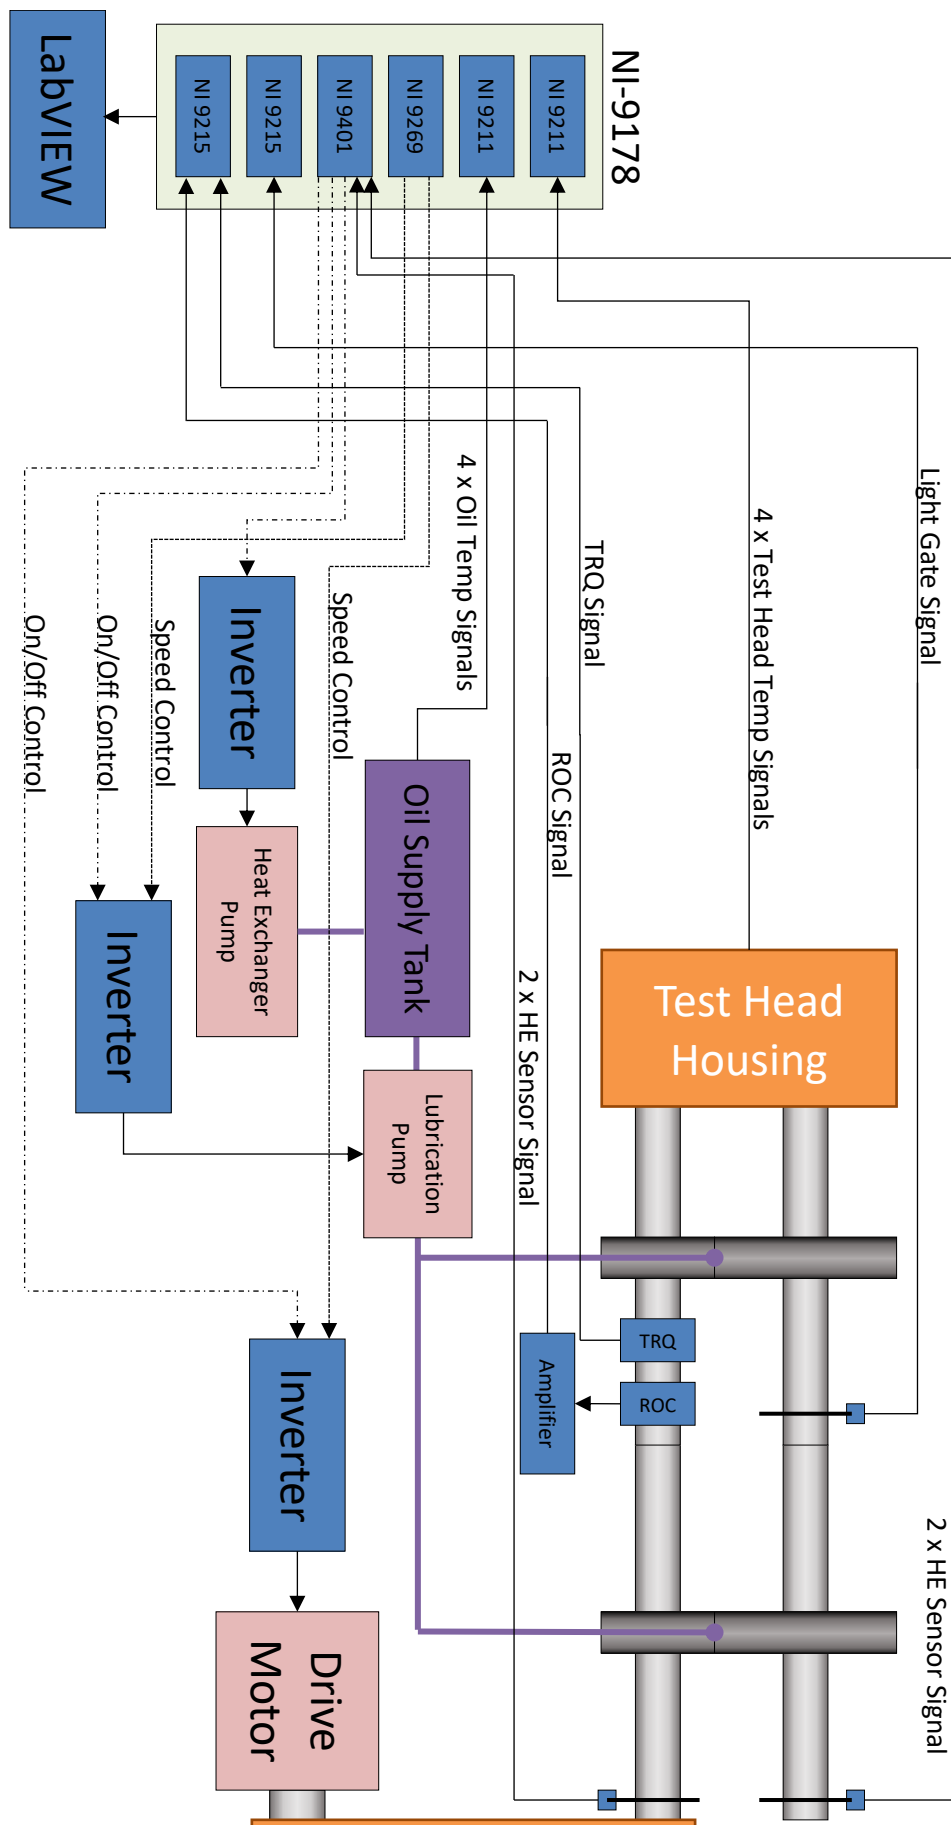 LabVIEW
NI-9178
NI 9215
NI 9215
NI 9401
NI 9269
NI 9211
NI 9211
Light Gate Signal
4 x Test Head Temp Signals
TRQ Signal
4 x Oil Temp Signals
ROC Signal
Speed Control
Speed Control
On/Off Control
On/Off Control
Inverter
Heat Exchanger
Pump
Oil Supply Tank
Inverter
Lubrication
Pump
2 x HE Sensor Signal
Test Head
Housing
TRQ
ROC
Amplifier
Inverter
Drive
Motor
2 x HE Sensor Signal